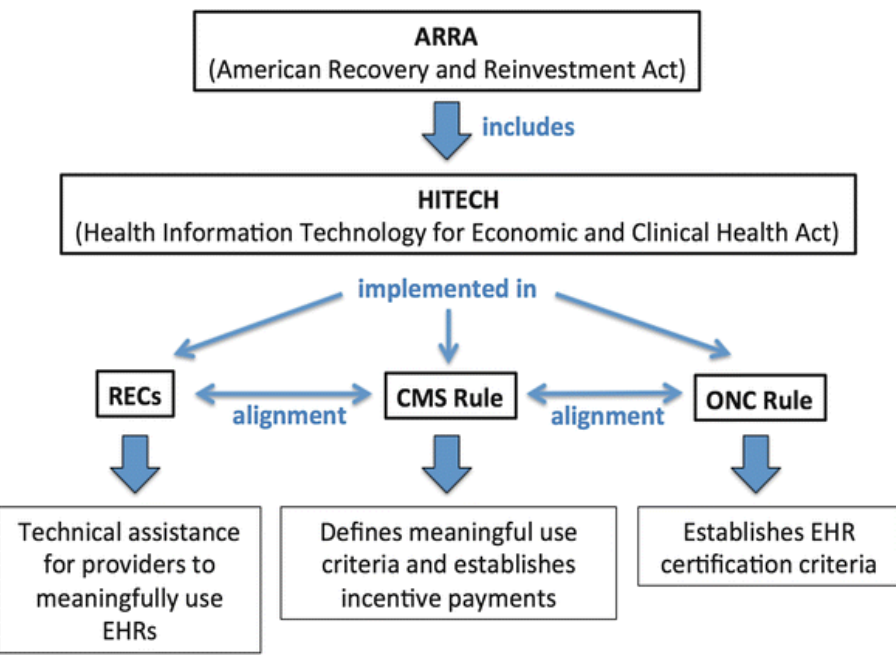 ARRA
(American Recovery and Reinvestment Act)
includes
HITECH
(Health Information Technology for Economic and Clinical Health Act)
implemented in
RECs
alignment
CMS Rule
alignment
ONC Rule
Technical assistance
for providers to
meaningfully use
EHRs
Defines meaningful use
criteria and establishes
incentive payments
Establishes EHR
certification criteria